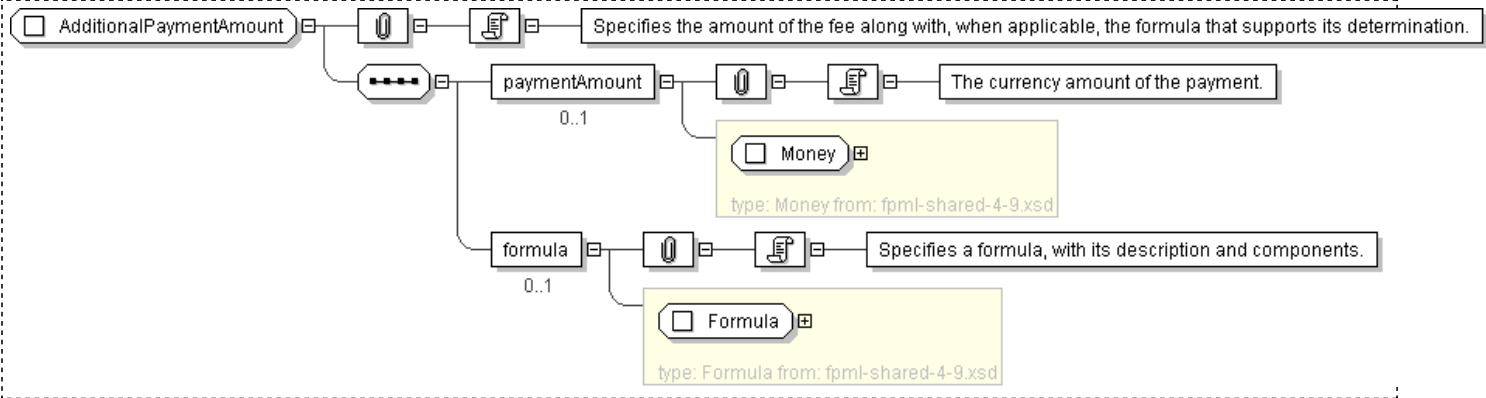 AdditionalPaymentAmount
Specifies the amount of the fee along with, when applicable, the formula that supports its determination.
paymentAmount
The currency amount of the payment.
0..1
Money
type: Money from: fpml-shared-4-9.xsd
formula
Specifies a formula, with its description and components.
0..1
Formula
type: Formula from: fpml-shared-4-9.xsd